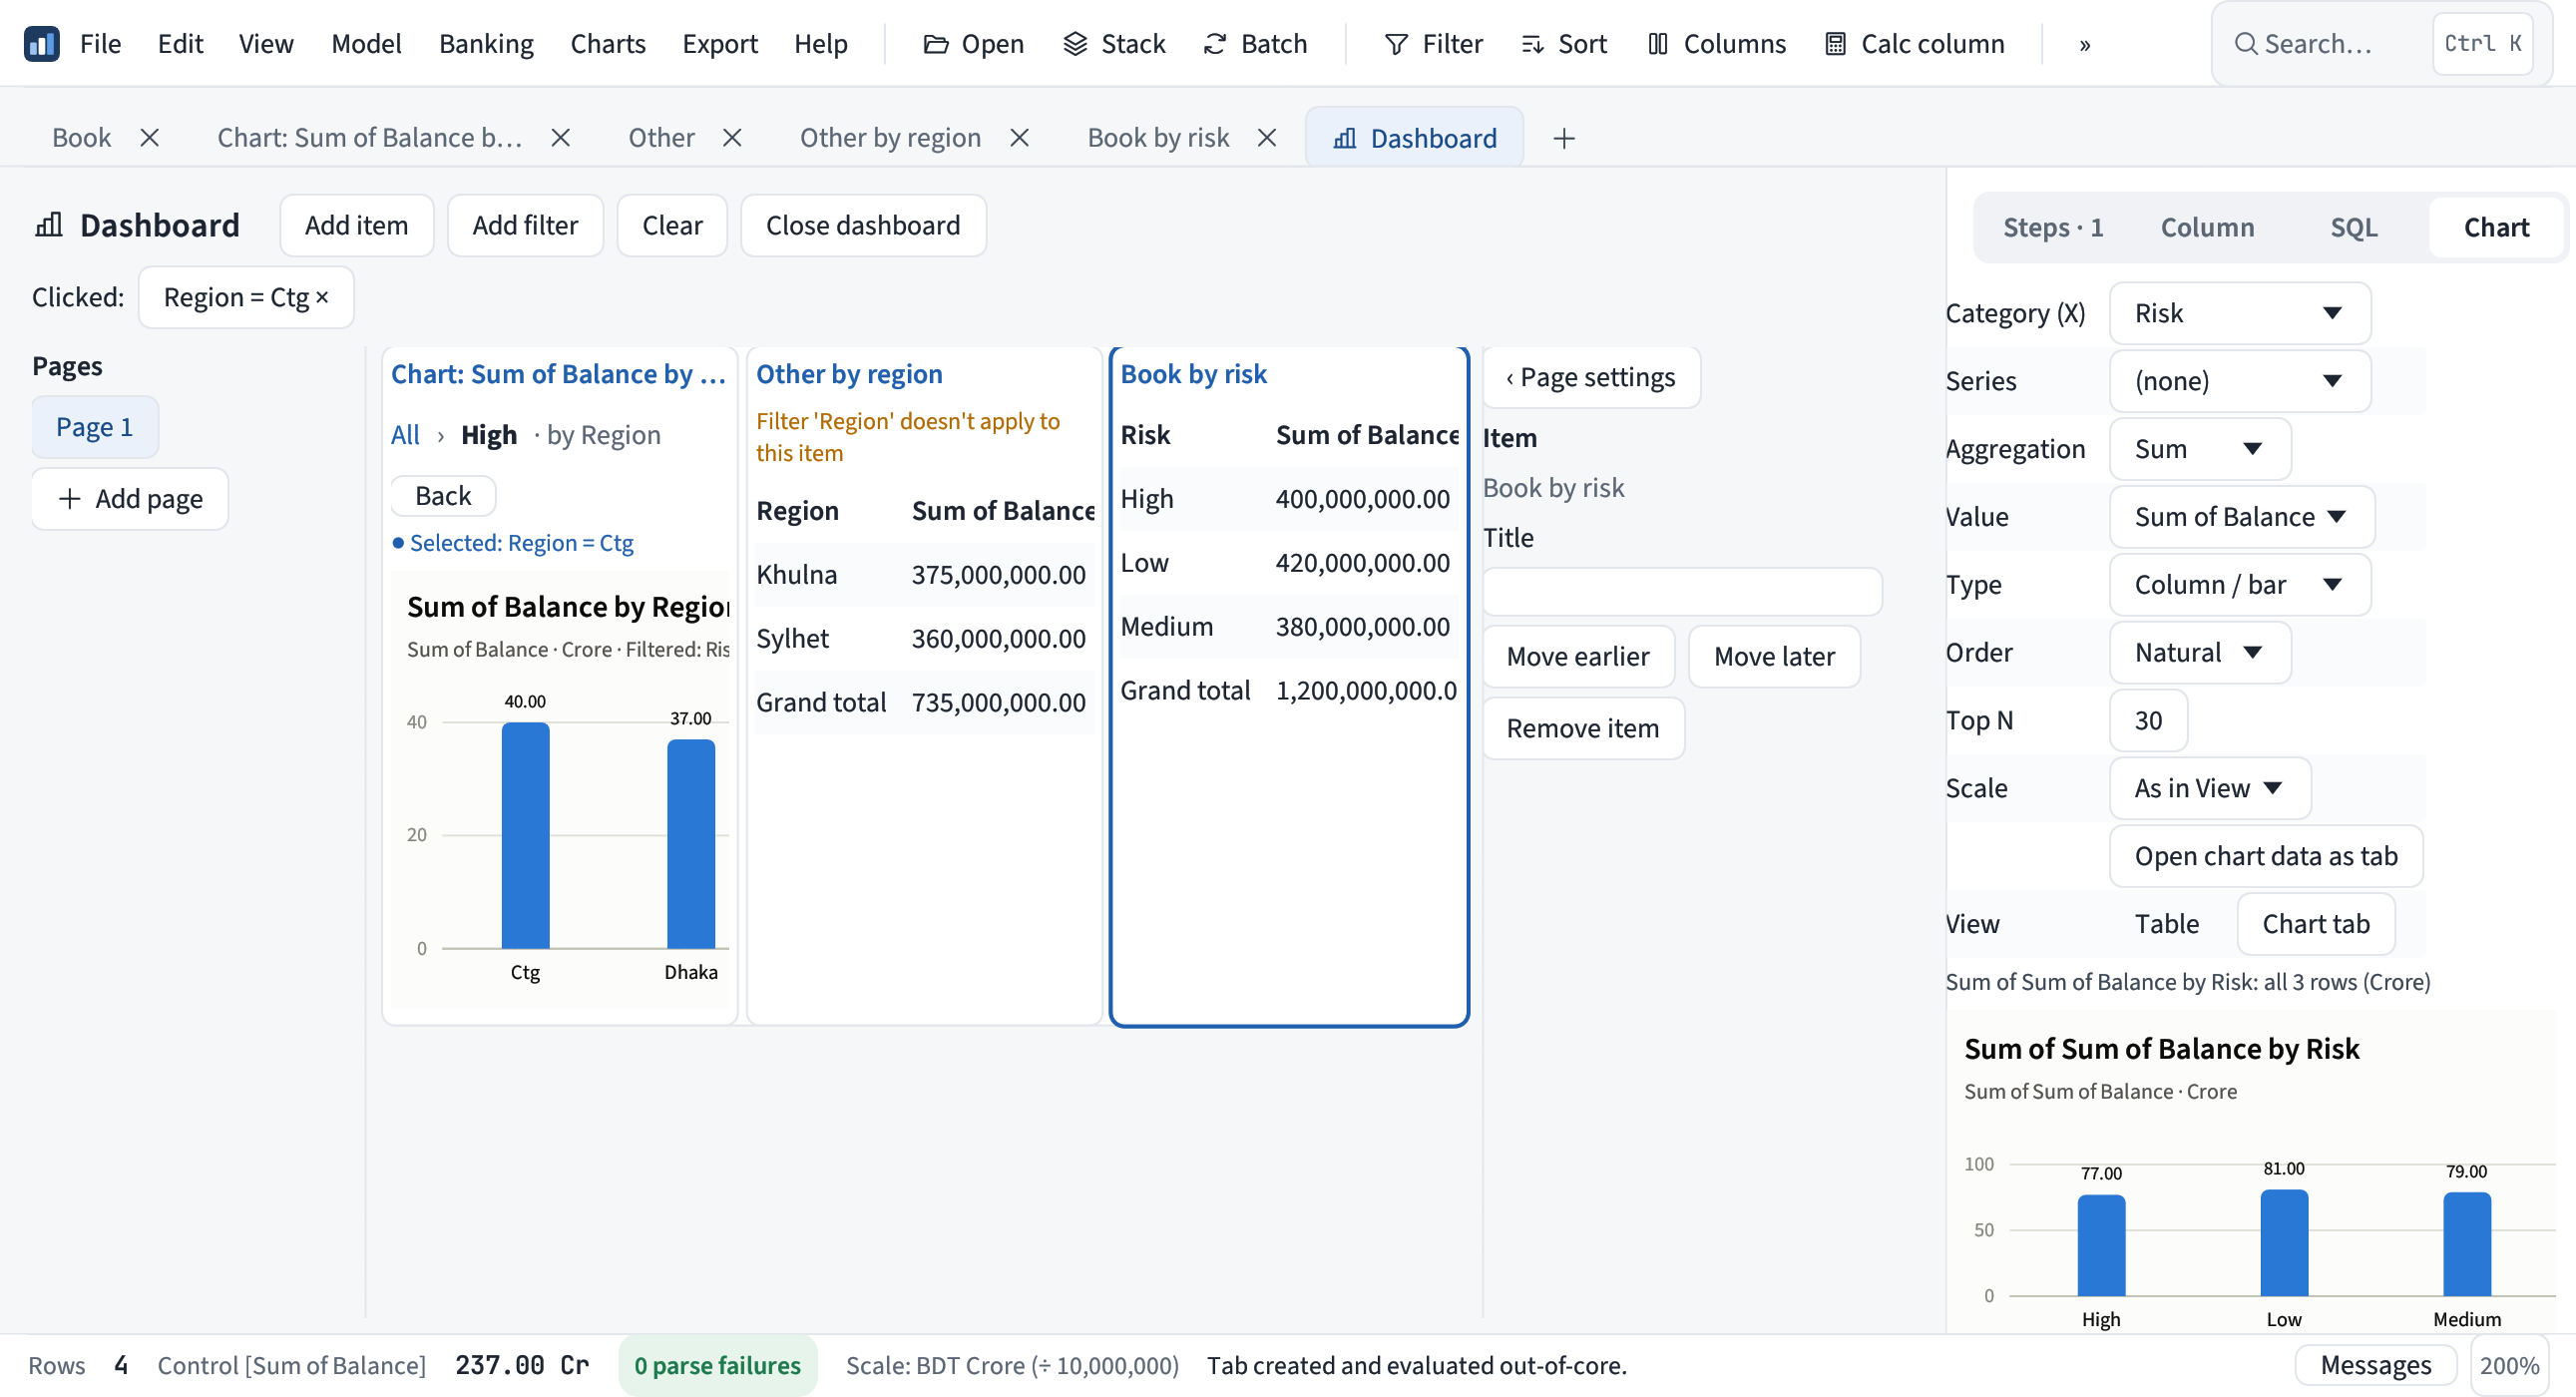 File Edit View Model Banking Charts Export Help Open Stack Batch Filter Sort Columns Calc column » Search… Ctrl K
Book Chart: Sum of Balance b… Other Other by region Book by risk Dashboard
Dashboard Add item Add filter Clear Close dashboard
Clicked: Region = Ctg ×
Pages
Page 1
Add page
Chart: Sum of Balance by …
All › High · by Region
Back
Selected: Region = Ctg
Sum of Balance by Region
Sum of Balance · Crore · Filtered: Ris
40.00
37.00
40
20
0
Ctg Dhaka
Other by region
Filter 'Region' doesn't apply to
this item
Region Sum of Balance
Khulna 375,000,000.00
Sylhet 360,000,000.00
Grand total 735,000,000.00
Book by risk
Risk Sum of Balance
High 400,000,000.00
Low 420,000,000.00
Medium 380,000,000.00
Grand total 1,200,000,000.0
‹ Page settings
Item
Book by risk
Title
Move earlier Move later
Remove item
Steps · 1 Column SQL Chart
Category (X) Risk
Series (none)
Aggregation Sum
Value Sum of Balance
Type Column / bar
Order Natural
Top N 30
Scale As in View
Open chart data as tab
View Table Chart tab
Sum of Sum of Balance by Risk: all 3 rows (Crore)
Sum of Sum of Balance by Risk
Sum of Sum of Balance · Crore
100
77.00 81.00 79.00
50
0
High Low Medium
Rows 4 Control [Sum of Balance] 237.00 Cr 0 parse failures Scale: BDT Crore (÷ 10,000,000) Tab created and evaluated out-of-core. Messages 200%